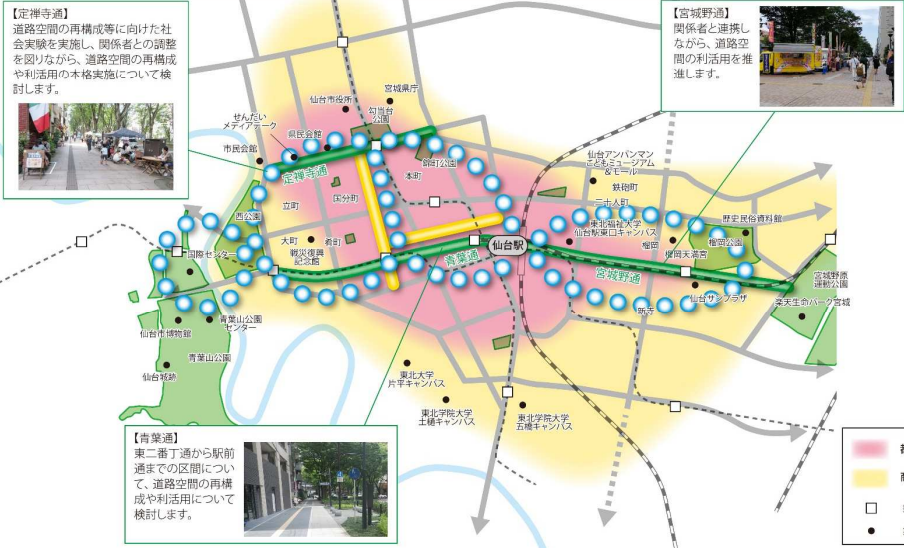 【定禅寺通】
道路空間の再構成等に向けた社
会実験を実施し、関係者との調整
を図りながら、道路空間の再構成
や利活用の本格実施について検
討します。
【宮城野通】
関係者と連携し
ながら、道路空
間の利活用を推
進します。
宮城県庁
仙台市役所
勾当台
公園
せんだい
メディアテーク
県民会館
市民会館
定禅寺通
錦町公園
本町
仙台アンパンマン
こどもミュージアム
&モール
鉄砲町
二十人町
西公園
立町
国分町
東北福祉大学
仙台駅東口キャンパス
榴岡
歴史民俗資料館
榴岡公園
榴岡天満宮
大町
肴町
戦災復興
記念館
青葉通
仙台駅
宮城野通
国際センター
仙台サンプラザ
宮城野原
運動公園
新寺
楽天生命パーク宮城
青葉山公園
センター
仙台市博物館
青葉山公園
仙台城跡
東北大学
片平キャンパス
東北学院大学
土樋キャンパス
東北学院大学
五橋キャンパス
【青葉通】
東二番丁通から駅前
通までの区間につい
て、道路空間の再構
成や利活用について
検討します。